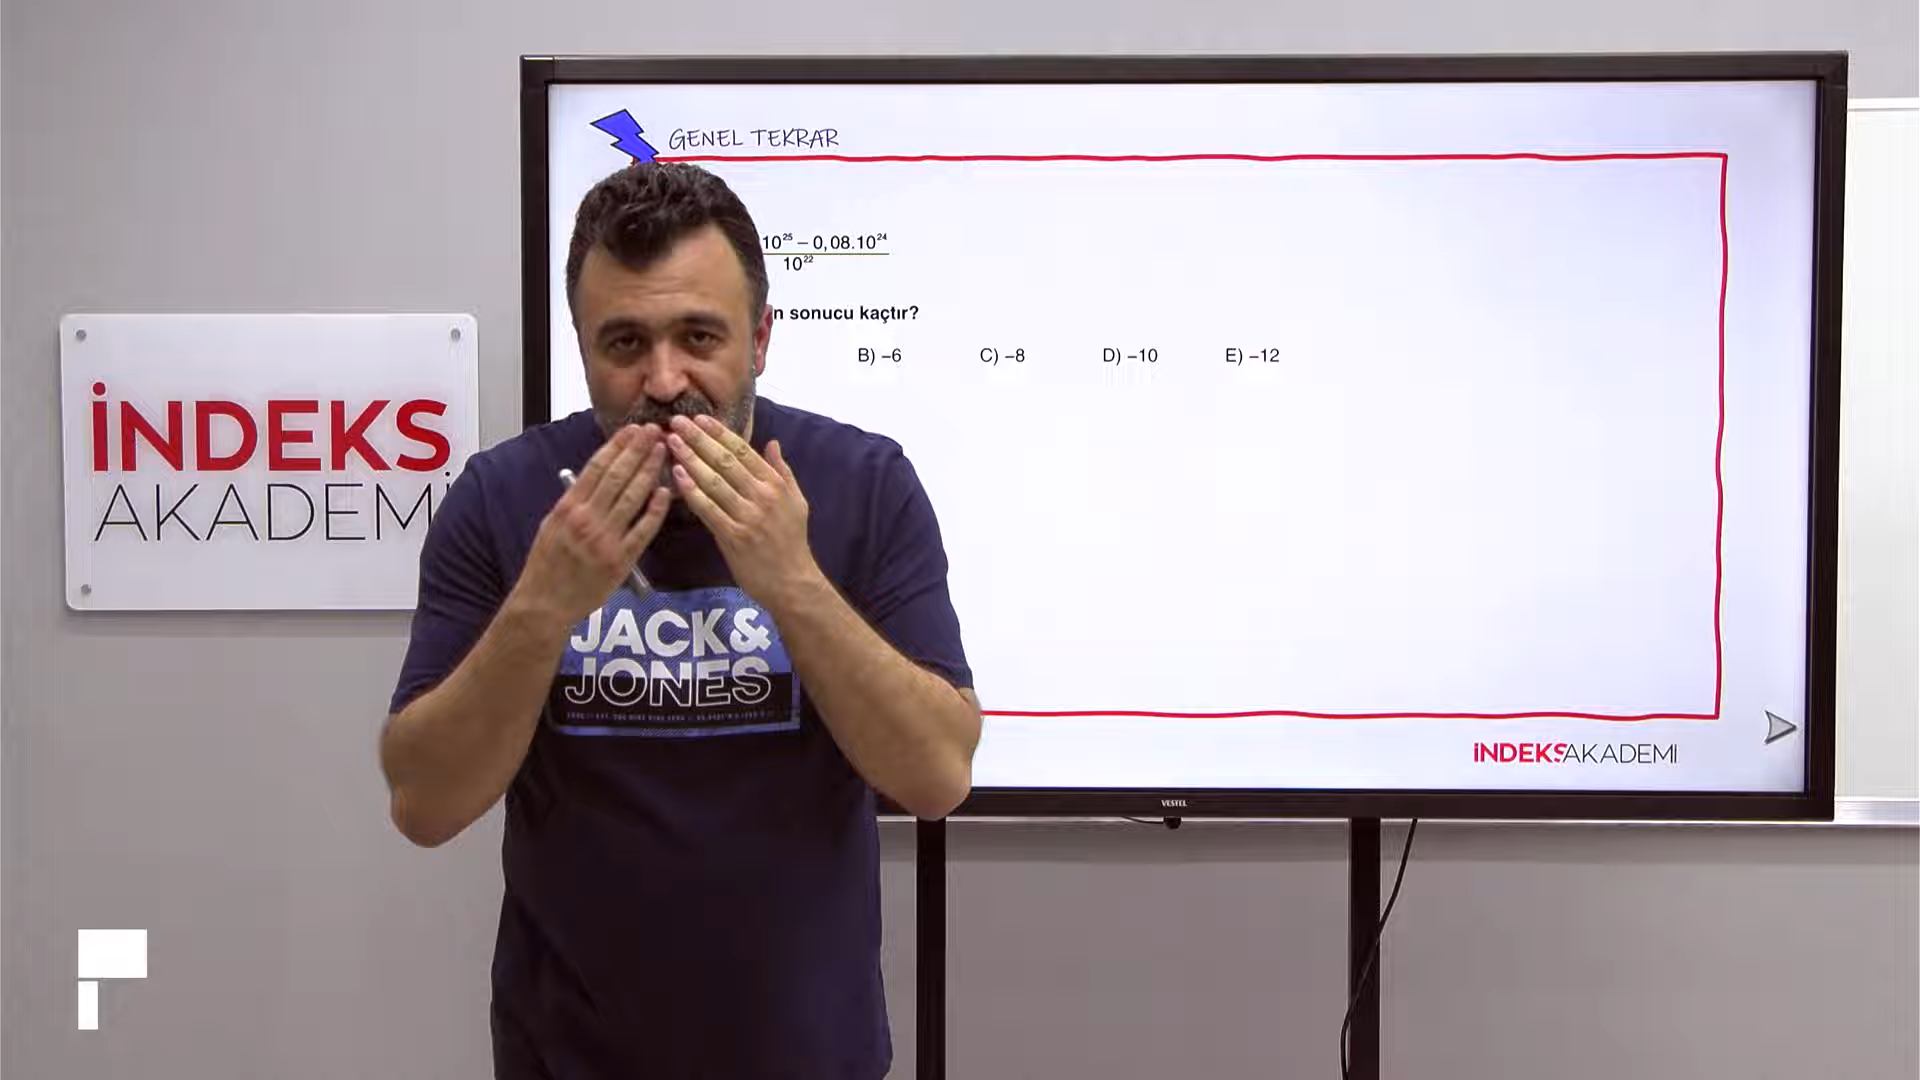 GENEL TEKRAR
10²⁵ – 0,08.10²⁴
10²²
n sonucu kaçtır?
B) –6 C) –8 D) –10 E) –12
İNDEKS
AKADEMİ
JACK&
JONES
İNDEKSAKADEMİ
VESTEL